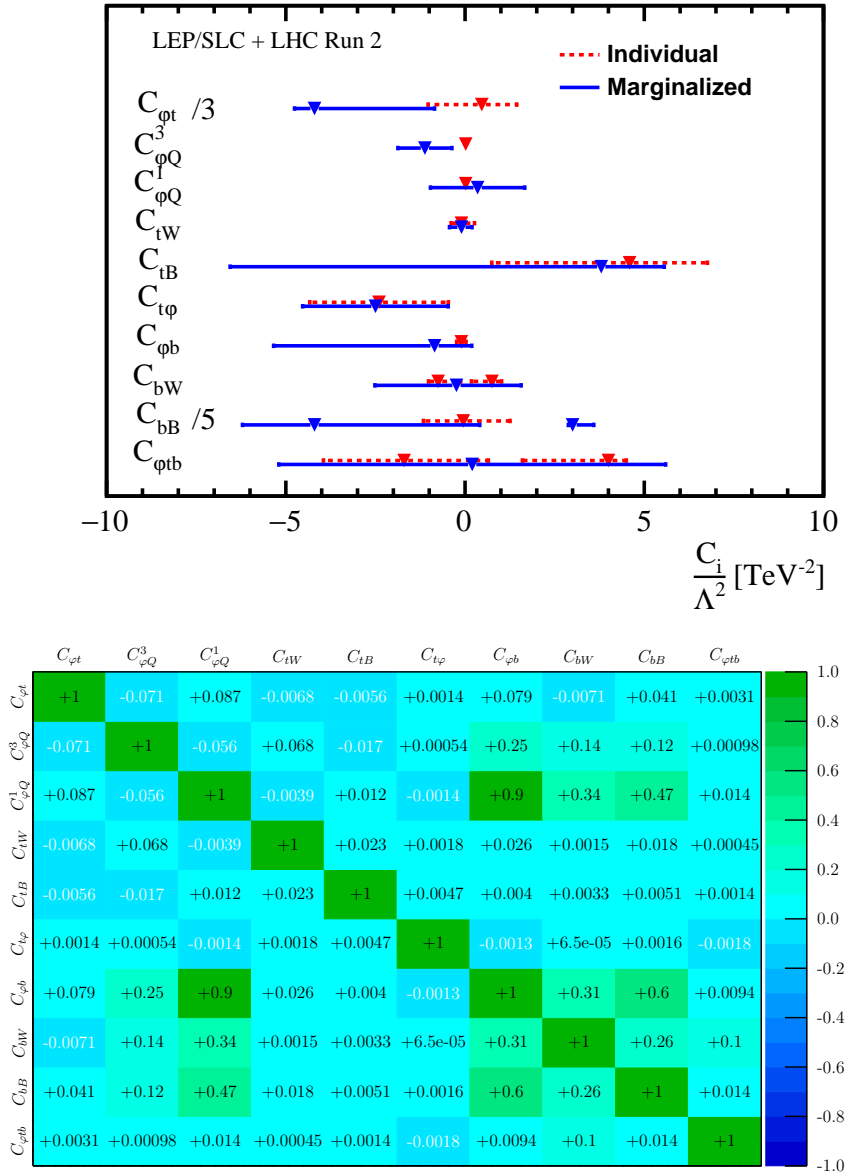 LEP/SLC + LHC Run 2
Individual
Marginalized
C_φt /3
C^3_φQ
C^1_φQ
C_tW
C_tB
C_tφ
C_φb
C_bW
C_bB /5
C_φtb
−10 −5 0 5 10
C_i/Λ^2 [TeV^-2]
C_φt C^3_φQ C^1_φQ C_tW C_tB C_tφ C_φb C_bW C_bB C_φtb
C_φt +1 -0.071 +0.087 -0.0068 -0.0056 +0.0014 +0.079 -0.0071 +0.041 +0.0031
C^3_φQ -0.071 +1 -0.056 +0.068 -0.017 +0.00054 +0.25 +0.14 +0.12 +0.00098
C^1_φQ +0.087 -0.056 +1 -0.0039 +0.012 -0.0014 +0.9 +0.34 +0.47 +0.014
C_tW -0.0068 +0.068 -0.0039 +1 +0.023 +0.0018 +0.026 +0.0015 +0.018 +0.00045
C_tB -0.0056 -0.017 +0.012 +0.023 +1 +0.0047 +0.004 +0.0033 +0.0051 +0.0014
C_tφ +0.0014 +0.00054 -0.0014 +0.0018 +0.0047 +1 -0.0013 +6.5e-05 +0.0016 -0.0018
C_φb +0.079 +0.25 +0.9 +0.026 +0.004 -0.0013 +1 +0.31 +0.6 +0.0094
C_bW -0.0071 +0.14 +0.34 +0.0015 +0.0033 +6.5e-05 +0.31 +1 +0.26 +0.1
C_bB +0.041 +0.12 +0.47 +0.018 +0.0051 +0.0016 +0.6 +0.26 +1 +0.014
C_φtb +0.0031 +0.00098 +0.014 +0.00045 +0.0014 -0.0018 +0.0094 +0.1 +0.014 +1
1.0
0.8
0.6
0.4
0.2
0.0
-0.2
-0.4
-0.6
-0.8
-1.0